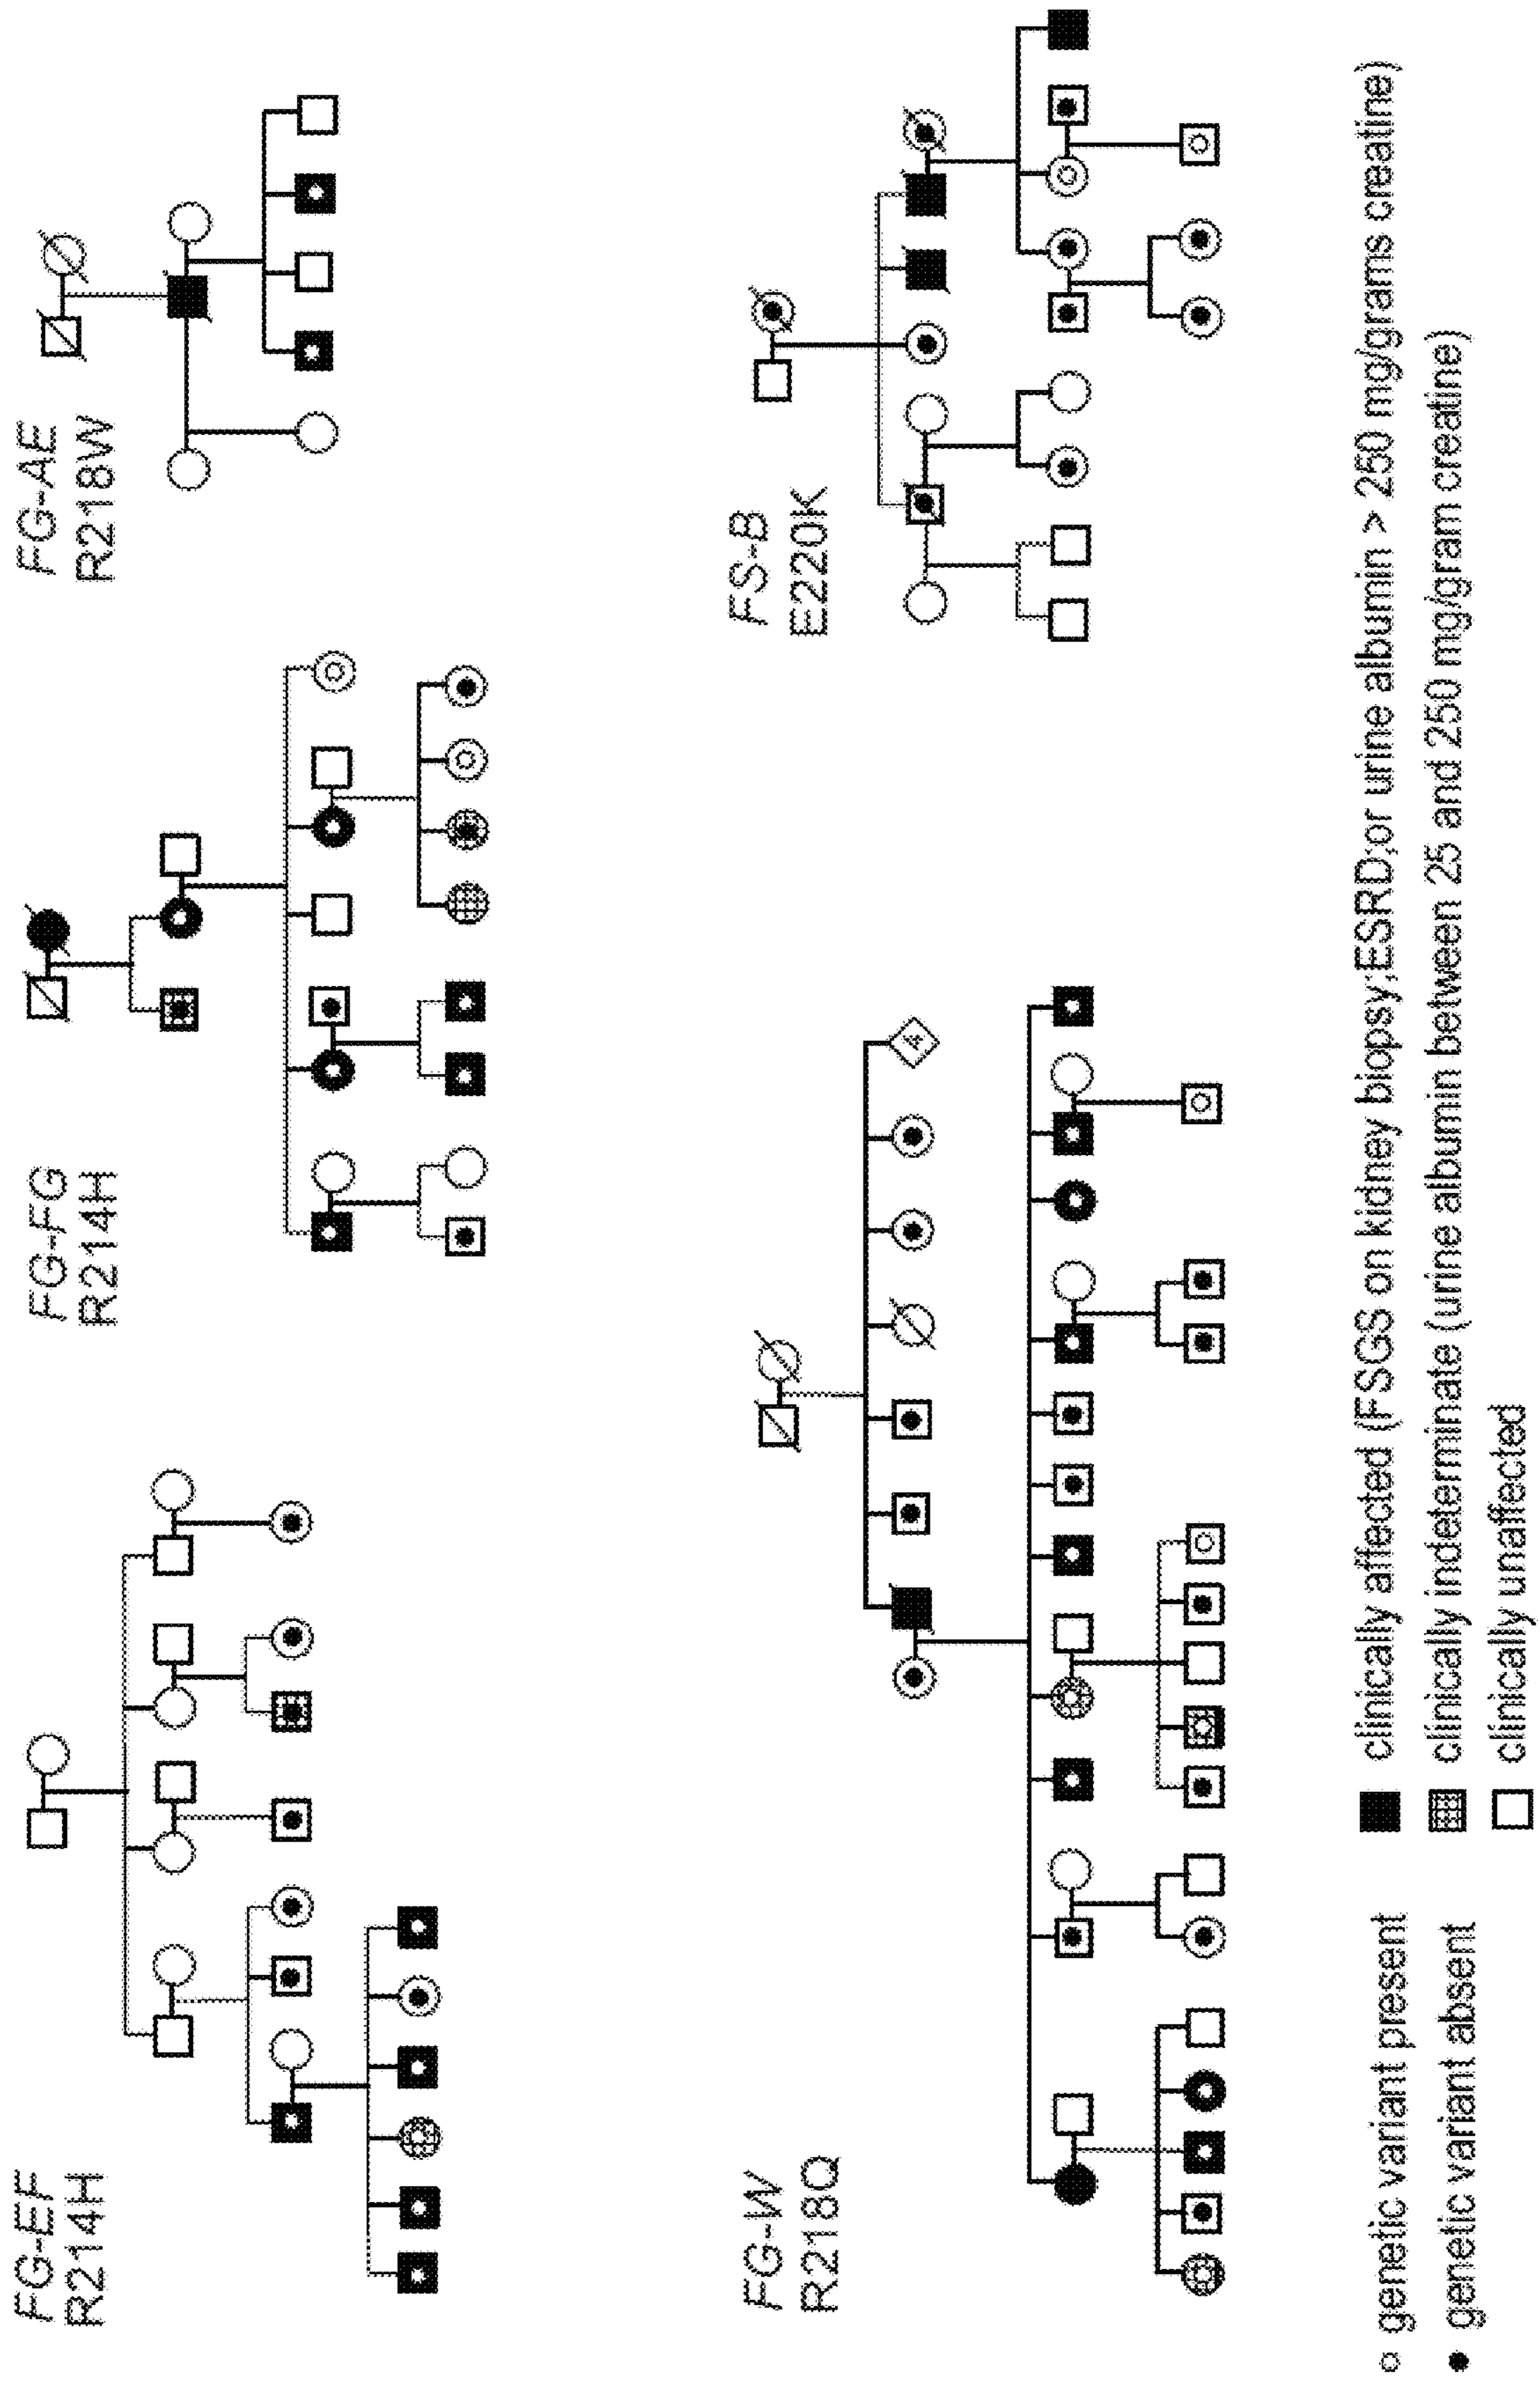 FG-EF
R214H
FG-FG
R214H
FG-AE
R218W
FG-W
R218Q
4
FS-B
E220K
genetic variant present
genetic variant absent
clinically affected (FSGS on kidney biopsy;ESRD;or urine albumin > 250 mg/grams creatine)
clinically indeterminate (urine albumin between 25 and 250 mg/gram creatine)
clinically unaffected